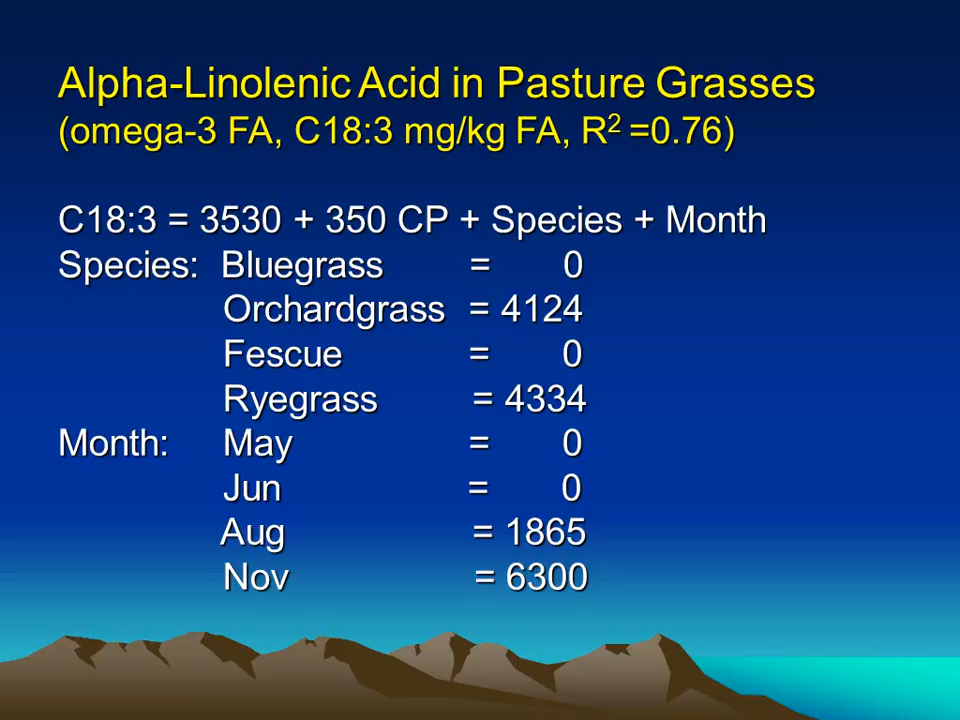 Alpha-Linolenic Acid in Pasture Grasses
(omega-3 FA, C18:3 mg/kg FA, R² =0.76)
C18:3 = 3530 + 350 CP + Species + Month
Species: Bluegrass = 0
Orchardgrass = 4124
Fescue = 0
Ryegrass = 4334
Month: May = 0
Jun = 0
Aug = 1865
Nov = 6300